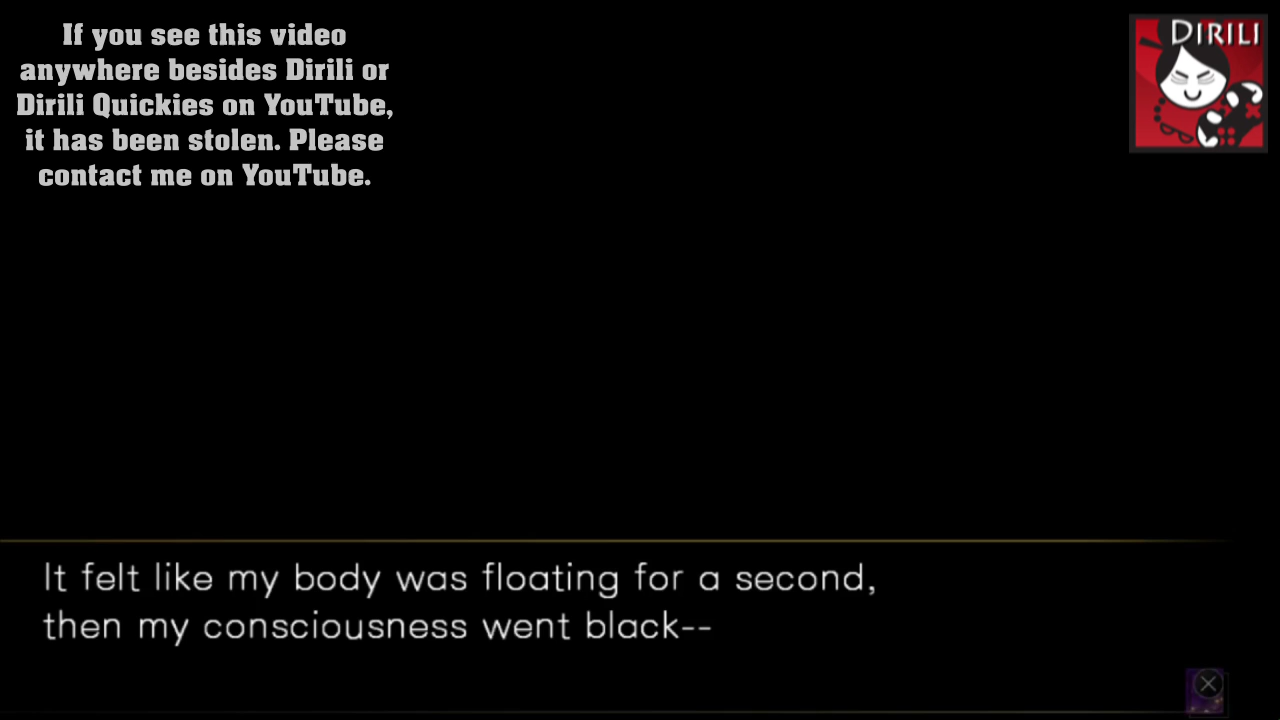 If you see this video
anywhere besides Dirili or
Dirili Quickies on YouTube,
it has been stolen. Please
contact me on YouTube.
DIRILI
It felt like my body was floating for a second,
then my consciousness went black--